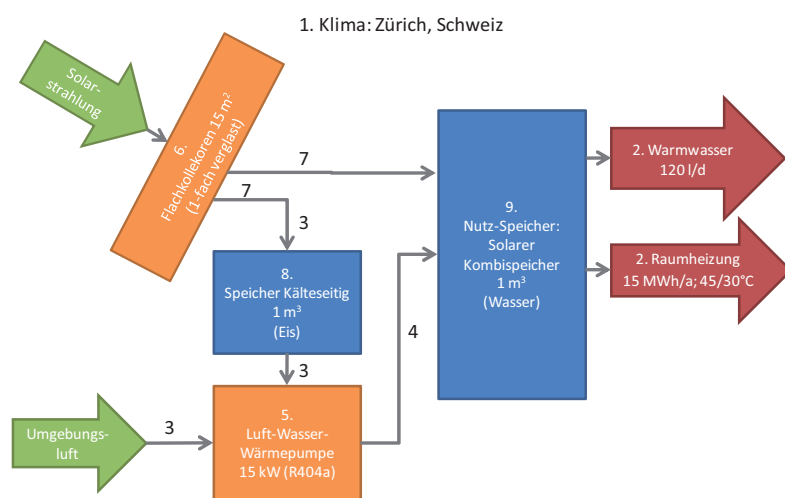 1. Klima: Zürich, Schweiz
Solar-
strahlung
6.
Flachkollekoren 15 m²
(1-fach verglast)
7
7
3
2. Warmwasser
120 l/d
9.
Nutz-Speicher:
Solarer
Kombispeicher
1 m³
(Wasser)
2. Raumheizung
15 MWh/a; 45/30°C
8.
Speicher Kälteseitig
1 m³
(Eis)
4
3
Umgebungs-
luft
3
5.
Luft-Wasser-
Wärmepumpe
15 kW (R404a)